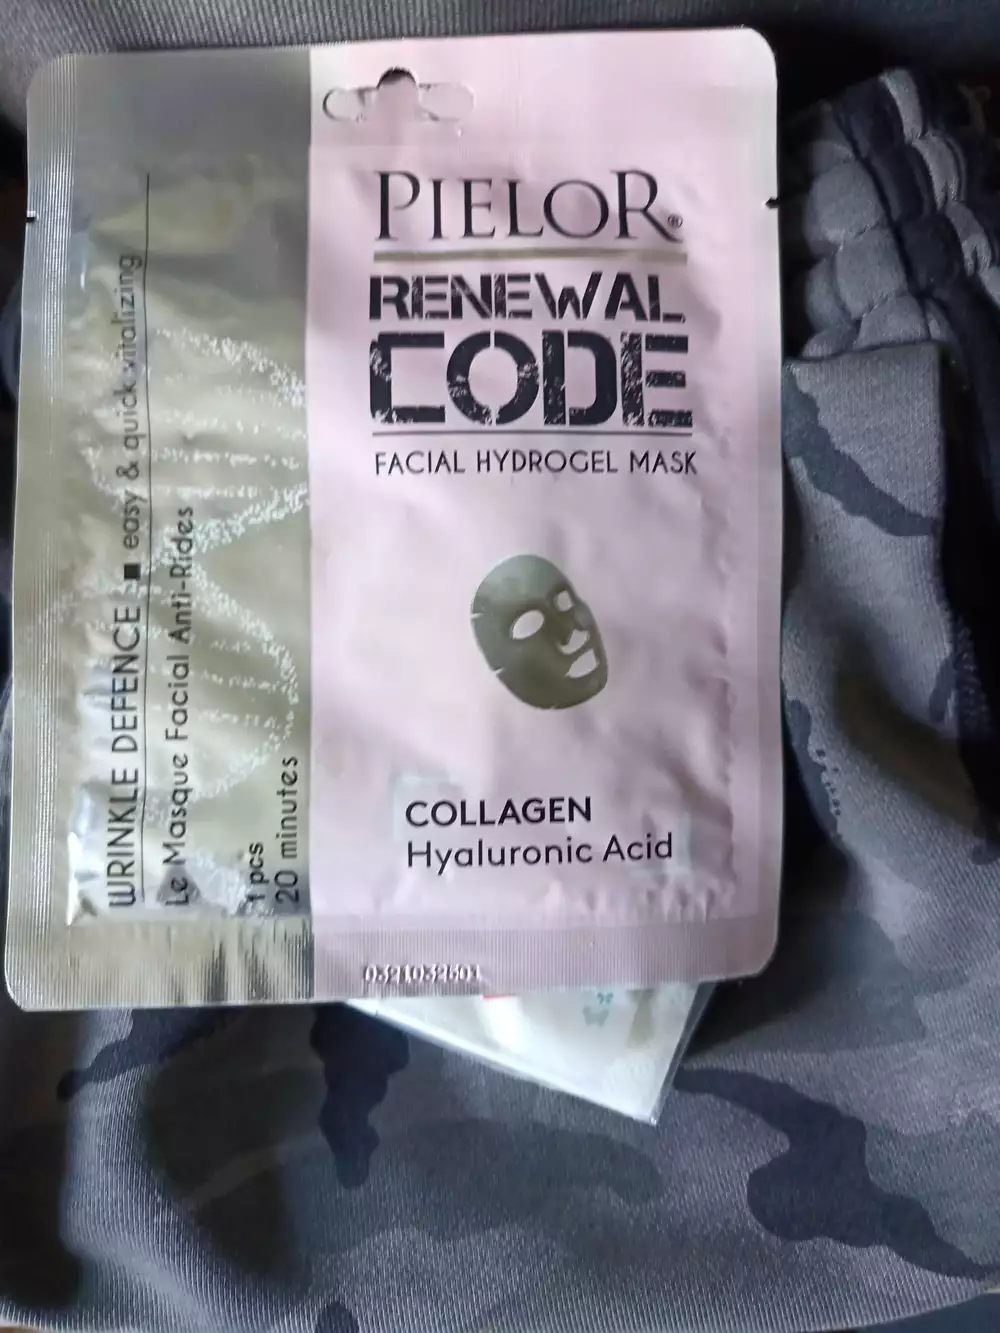 PIELOR®
RENEWAL
CODE
FACIAL HYDROGEL MASK
COLLAGEN
Hyaluronic Acid
WRINKLE DEFENCE ■ easy & quick vitalizing
Le Masque Facial Anti-Rides
1 pcs
20 minutes